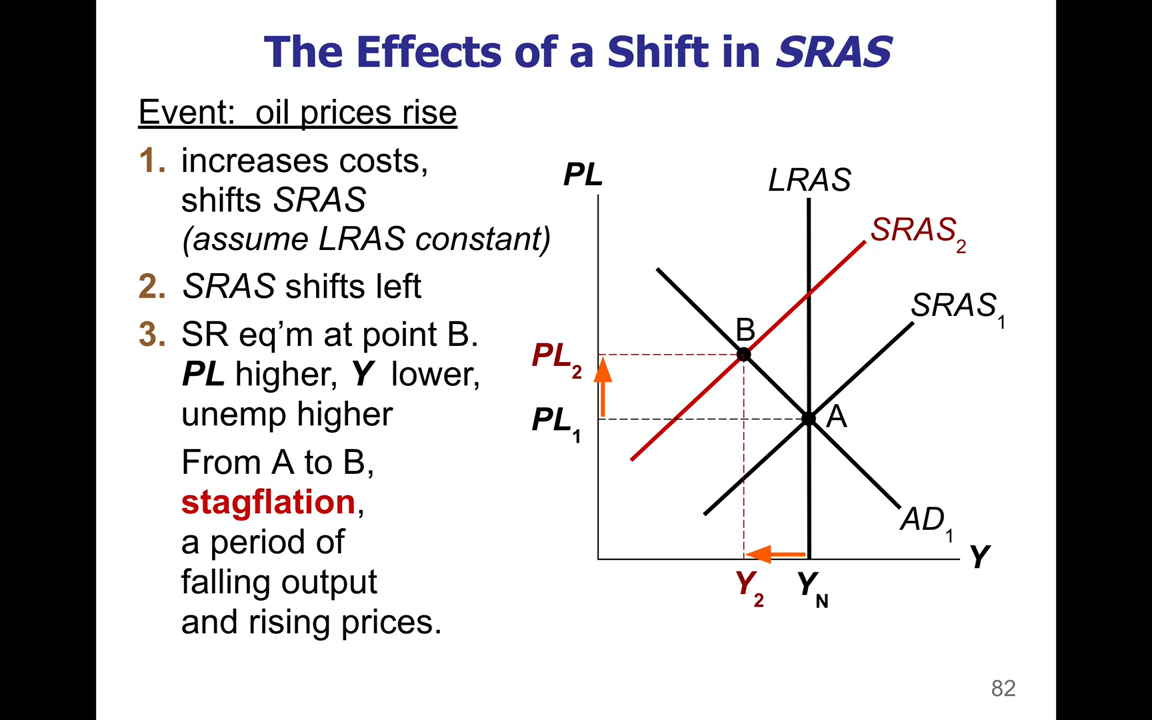 The Effects of a Shift in SRAS
Event: oil prices rise
1. increases costs,
shifts SRAS
(assume LRAS constant)
2. SRAS shifts left
3. SR eq’m at point B.
PL higher, Y lower,
unemp higher
From A to B,
stagflation,
a period of
falling output
and rising prices.
PL
LRAS
SRAS2
SRAS1
B
PL2
PL1
A
AD1
Y
Y2
YN
82